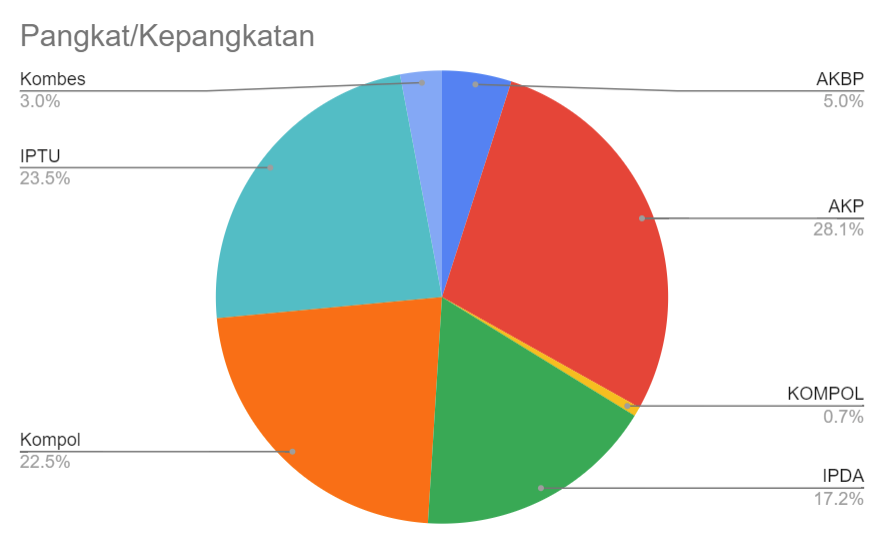 Pangkat/Kepangkatan
Kombes
3.0%
IPTU
23.5%
Kompol
22.5%
AKBP
5.0%
AKP
28.1%
KOMPOL
0.7%
IPDA
17.2%